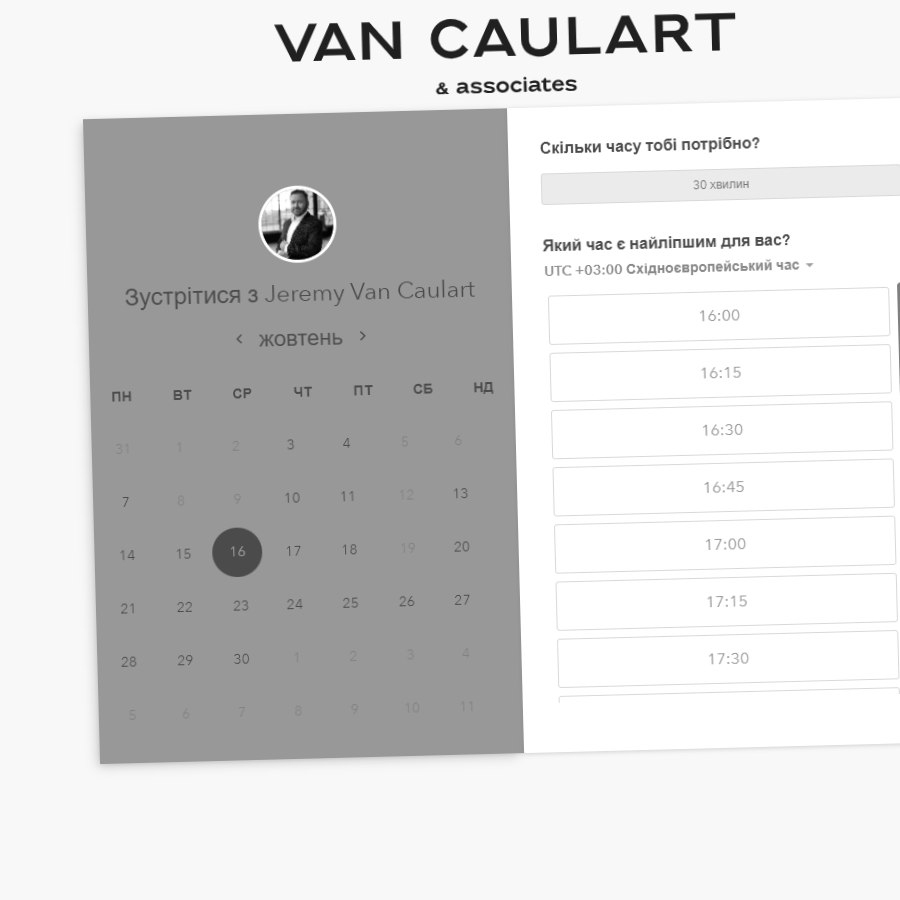 VAN CAULART
& associates
Зустрітися з Jeremy Van Caulart
жовтень
ПН ВТ СР ЧТ ПТ СБ НД
31 1 2 3 4 5 6
7 8 9 10 11 12 13
14 15 16 17 18 19 20
21 22 23 24 25 26 27
28 29 30 1 2 3 4
5 6 7 8 9 10 11
Скільки часу тобі потрібно?
30 хвилин
Який час є найліпшим для вас?
UTC +03:00 Східноєвропейський час
16:00
16:15
16:30
16:45
17:00
17:15
17:30